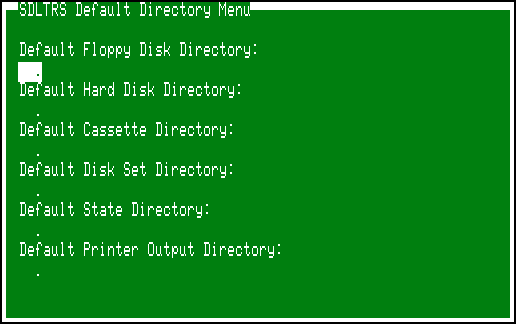 SDLTRS Default Directory Menu
Default Floppy Disk Directory:
.
Default Hard Disk Directory:
.
Default Cassette Directory:
.
Default Disk Set Directory:
.
Default State Directory:
.
Default Printer Output Directory:
.